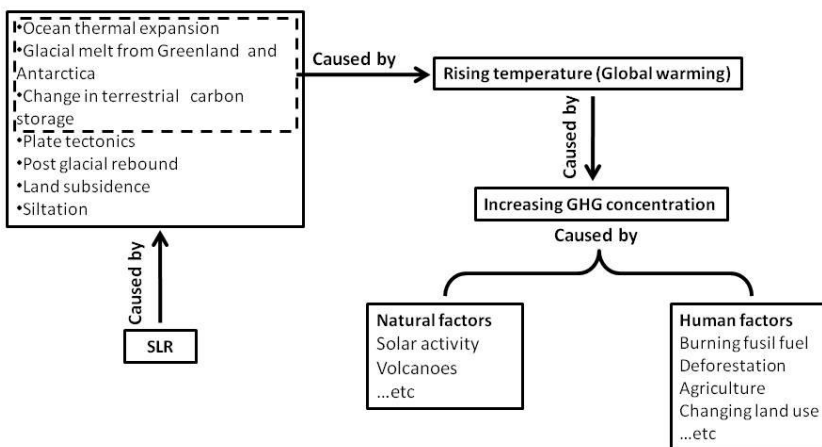 •Ocean thermal expansion
•Glacial melt from Greenland and
Antarctica
•Change in terrestrial carbon
storage
•Plate tectonics
•Post glacial rebound
•Land subsidence
•Siltation
Caused by
SLR
Caused by
Rising temperature (Global warming)
Caused by
Increasing GHG concentration
Caused by
Natural factors
Solar activity
Volcanoes
...etc
Human factors
Burning fusil fuel
Deforestation
Agriculture
Changing land use
...etc